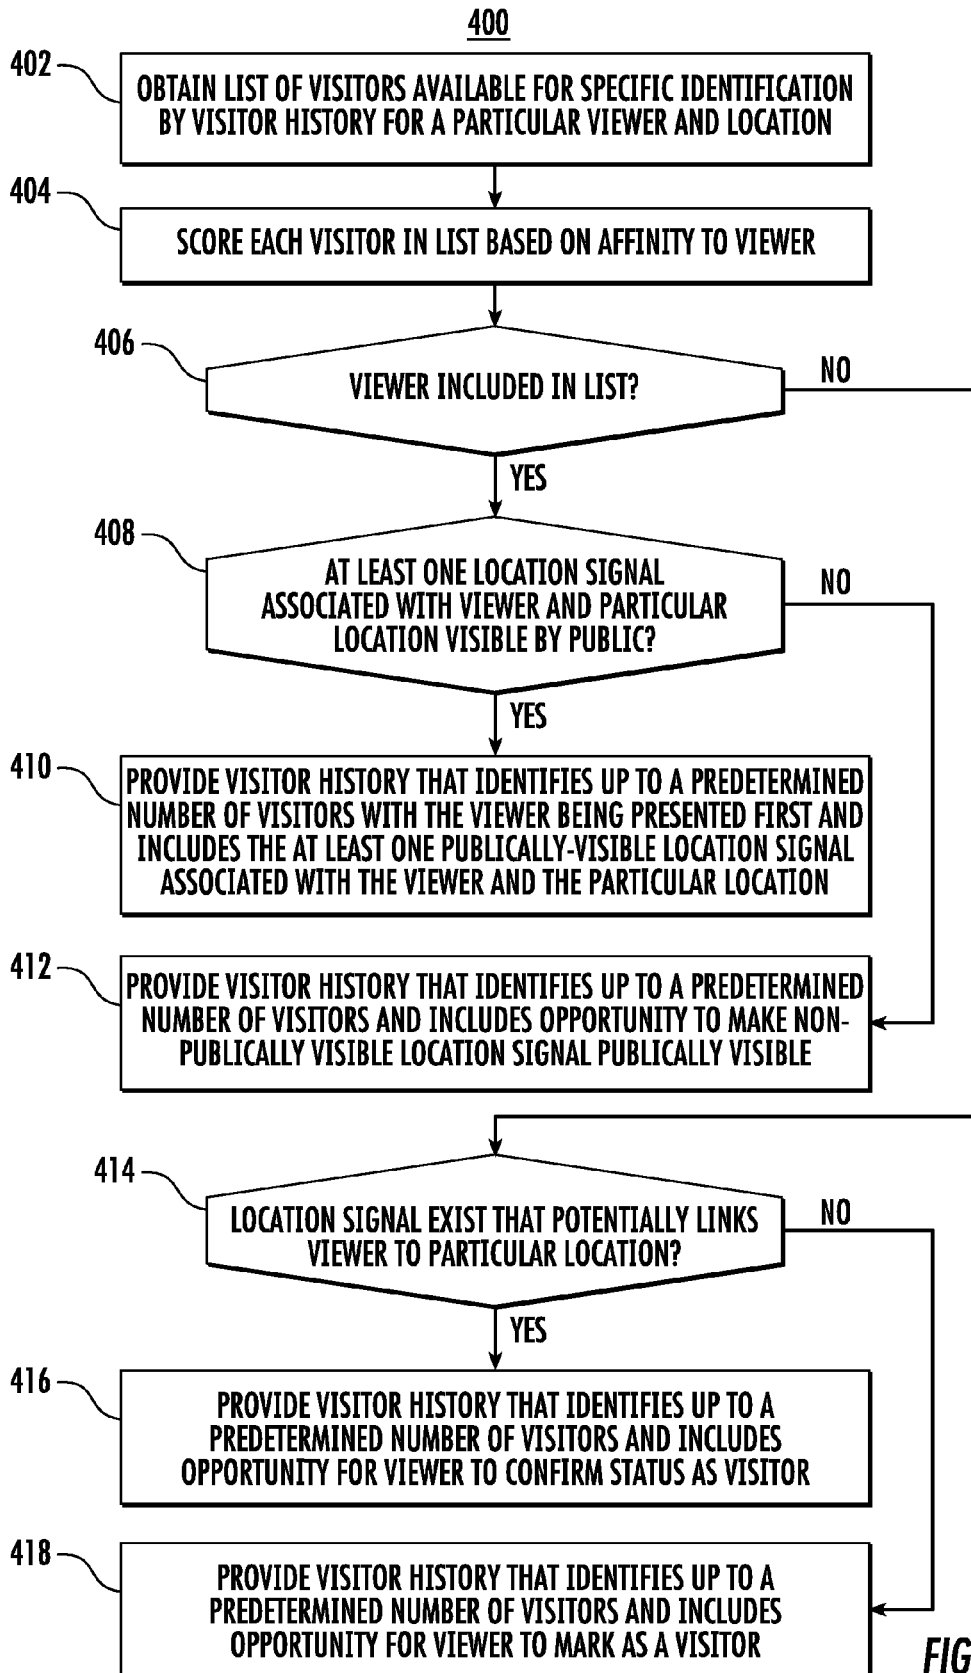 400
402
OBTAIN LIST OF VISITORS AVAILABLE FOR SPECIFIC IDENTIFICATION
BY VISITOR HISTORY FOR A PARTICULAR VIEWER AND LOCATION
404
SCORE EACH VISITOR IN LIST BASED ON AFFINITY TO VIEWER
406
VIEWER INCLUDED IN LIST?
NO
YES
408
AT LEAST ONE LOCATION SIGNAL
ASSOCIATED WITH VIEWER AND PARTICULAR
LOCATION VISIBLE BY PUBLIC?
NO
YES
410
PROVIDE VISITOR HISTORY THAT IDENTIFIES UP TO A PREDETERMINED
NUMBER OF VISITORS WITH THE VIEWER BEING PRESENTED FIRST AND
INCLUDES THE AT LEAST ONE PUBLICALLY-VISIBLE LOCATION SIGNAL
ASSOCIATED WITH THE VIEWER AND THE PARTICULAR LOCATION
412
PROVIDE VISITOR HISTORY THAT IDENTIFIES UP TO A PREDETERMINED
NUMBER OF VISITORS AND INCLUDES OPPORTUNITY TO MAKE NON-
PUBLICALLY VISIBLE LOCATION SIGNAL PUBLICALLY VISIBLE
414
LOCATION SIGNAL EXIST THAT POTENTIALLY LINKS
VIEWER TO PARTICULAR LOCATION?
NO
YES
416
PROVIDE VISITOR HISTORY THAT IDENTIFIES UP TO A
PREDETERMINED NUMBER OF VISITORS AND INCLUDES
OPPORTUNITY FOR VIEWER TO CONFIRM STATUS AS VISITOR
418
PROVIDE VISITOR HISTORY THAT IDENTIFIES UP TO A
PREDETERMINED NUMBER OF VISITORS AND INCLUDES
OPPORTUNITY FOR VIEWER TO MARK AS A VISITOR
FIG